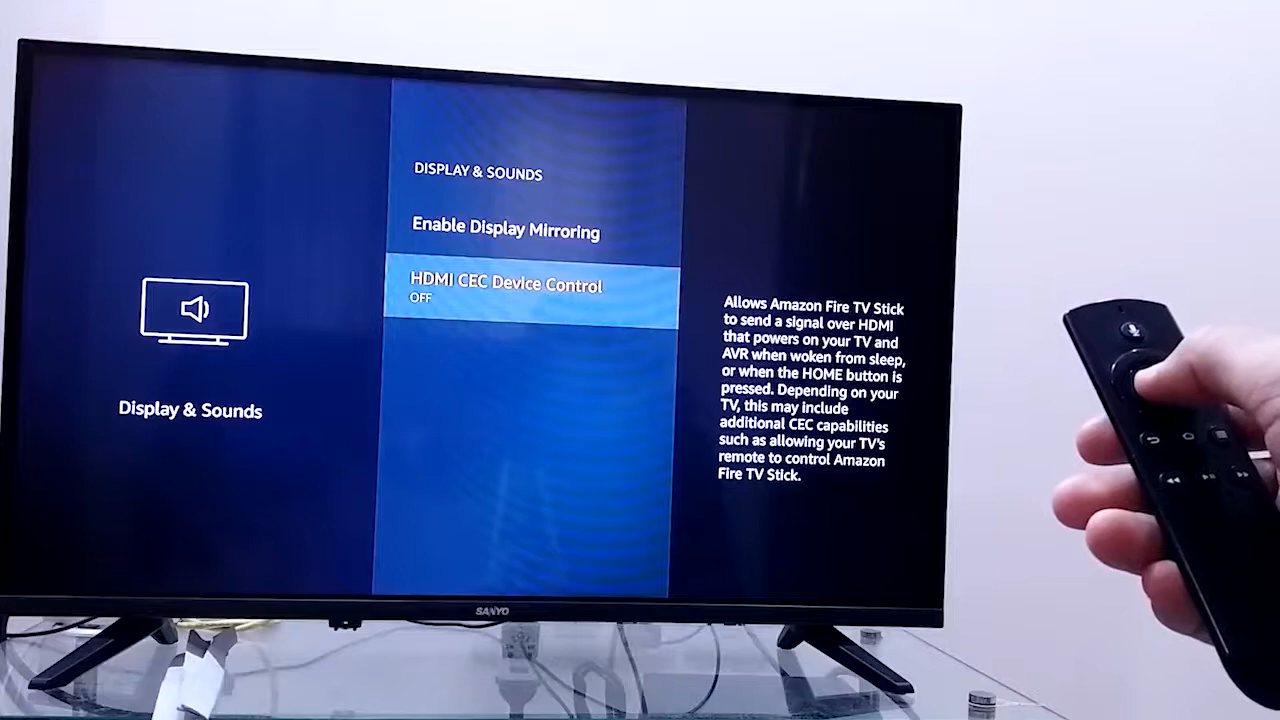 DISPLAY & SOUNDS
Enable Display Mirroring
HDMI CEC Device Control
OFF
Display & Sounds
Allows Amazon Fire TV Stick
to send a signal over HDMI
that powers on your TV and
AVR when woken from sleep,
or when the HOME button is
pressed. Depending on your
TV, this may include
additional CEC capabilities
such as allowing your TV's
remote to control Amazon
Fire TV Stick.
SANYO